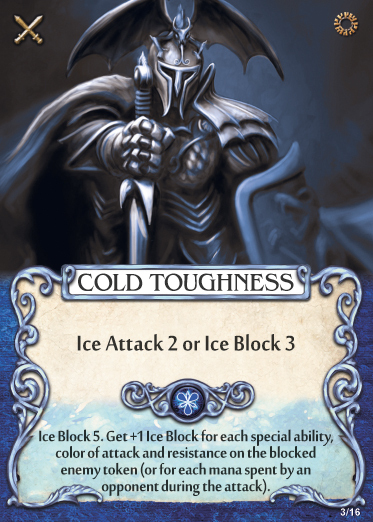 COLD TOUGHNESS
Ice Attack 2 or Ice Block 3
Ice Block 5. Get +1 Ice Block for each special ability,
color of attack and resistance on the blocked
enemy token (or for each mana spent by an
opponent during the attack).
3/16